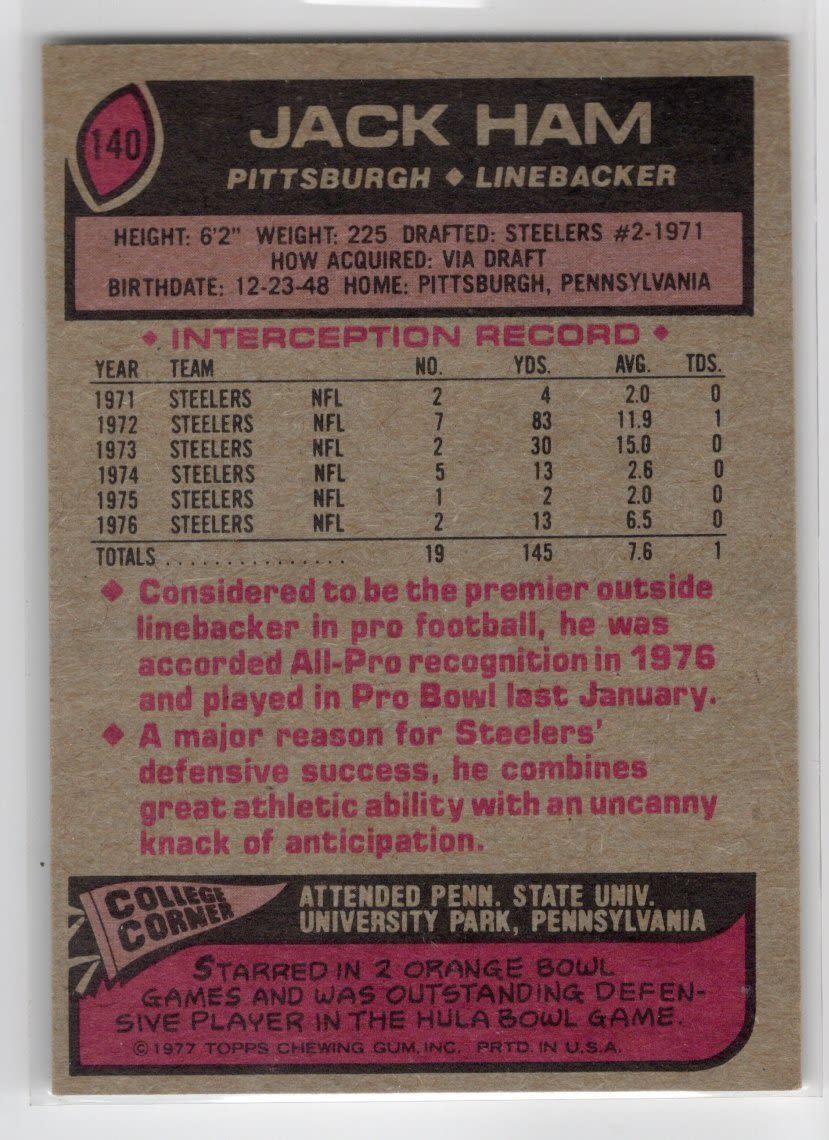 140
JACK HAM
PITTSBURGH ◆ LINEBACKER
HEIGHT: 6'2" WEIGHT: 225 DRAFTED: STEELERS #2-1971
HOW ACQUIRED: VIA DRAFT
BIRTHDATE: 12-23-48 HOME: PITTSBURGH, PENNSYLVANIA
◆ INTERCEPTION RECORD ◆
YEAR TEAM NO. YDS. AVG. TDS.
1971 STEELERS NFL 2 4 2.0 0
1972 STEELERS NFL 7 83 11.9 1
1973 STEELERS NFL 2 30 15.0 0
1974 STEELERS NFL 5 13 2.6 0
1975 STEELERS NFL 1 2 2.0 0
1976 STEELERS NFL 2 13 6.5 0
TOTALS ................ 19 145 7.6 1
◆ Considered to be the premier outside
linebacker in pro football, he was
accorded All-Pro recognition in 1976
and played in Pro Bowl last January.
◆ A major reason for Steelers'
defensive success, he combines
great athletic ability with an uncanny
knack of anticipation.
COLLEGE
CORNER
ATTENDED PENN. STATE UNIV.
UNIVERSITY PARK, PENNSYLVANIA
STARRED IN 2 ORANGE BOWL
GAMES AND WAS OUTSTANDING DEFEN-
SIVE PLAYER IN THE HULA BOWL GAME.
©1977 TOPPS CHEWING GUM, INC. PRTD. IN U.S.A.